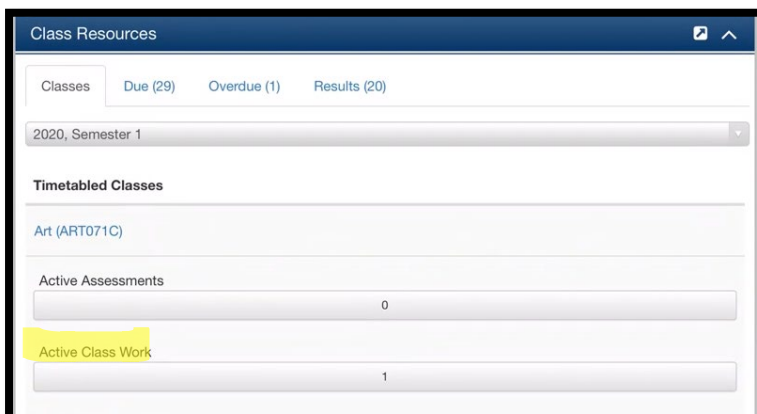 Class Resources
Classes Due (29) Overdue (1) Results (20)
2020, Semester 1
Timetabled Classes
Art (ART071C)
Active Assessments
0
Active Class Work
1